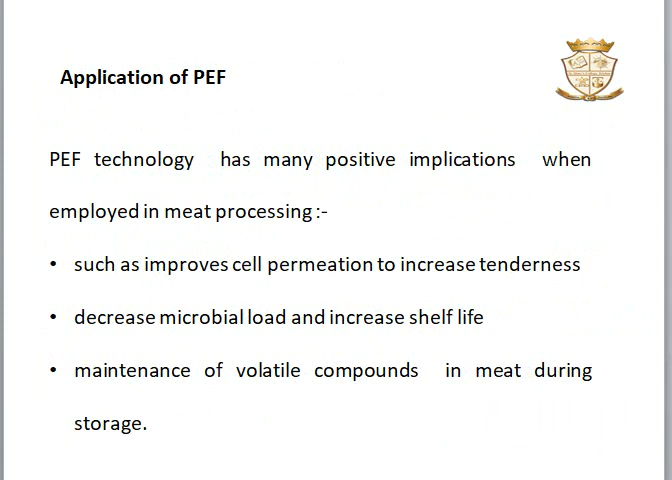 Application of PEF
PEF technology has many positive implications when
employed in meat processing :-
• such as improves cell permeation to increase tenderness
• decrease microbial load and increase shelf life
• maintenance of volatile compounds in meat during
storage.